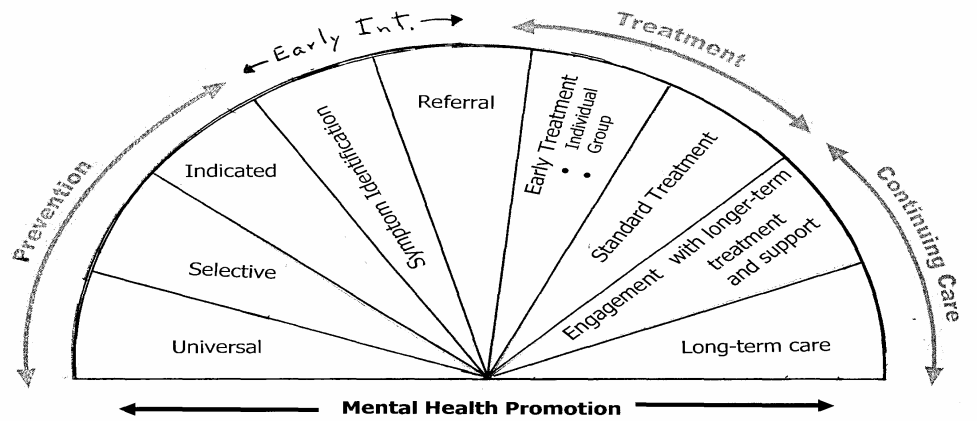 Early Int.
Treatment
Prevention
Continuing Care
Universal
Selective
Indicated
Symptom Identification
Referral
Early Treatment
• Individual
• Group
Standard Treatment
Engagement with longer-term
treatment
and support
Long-term care
Mental Health Promotion